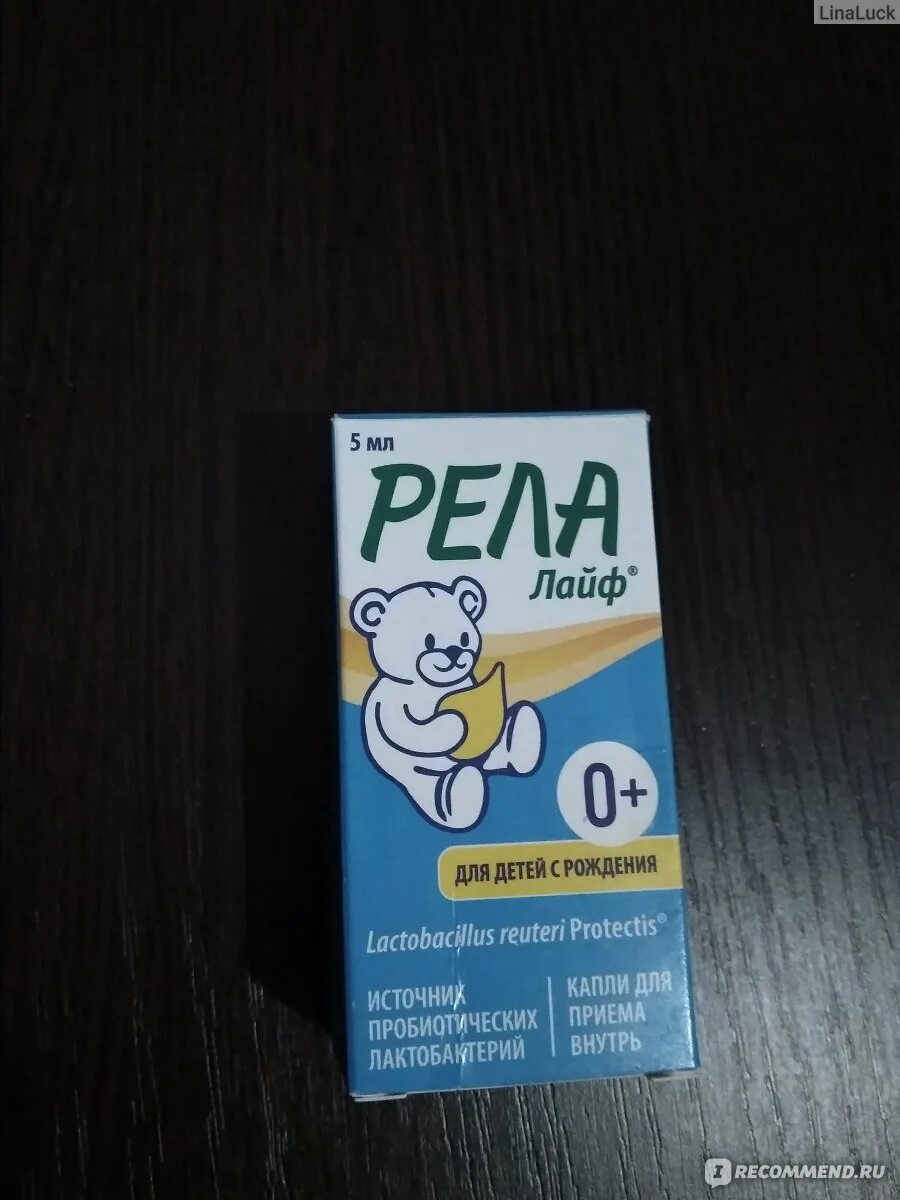 LinaLuck
5 мл
РЕЛА
Лайф®
0+
ДЛЯ ДЕТЕЙ С РОЖДЕНИЯ
Lactobacillus reuteri Protectis®
ИСТОЧНИК
ПРОБИОТИЧЕСКИХ
ЛАКТОБАКТЕРИЙ
КАПЛИ ДЛЯ
ПРИЕМА
ВНУТРЬ
I RECOMMEND.RU